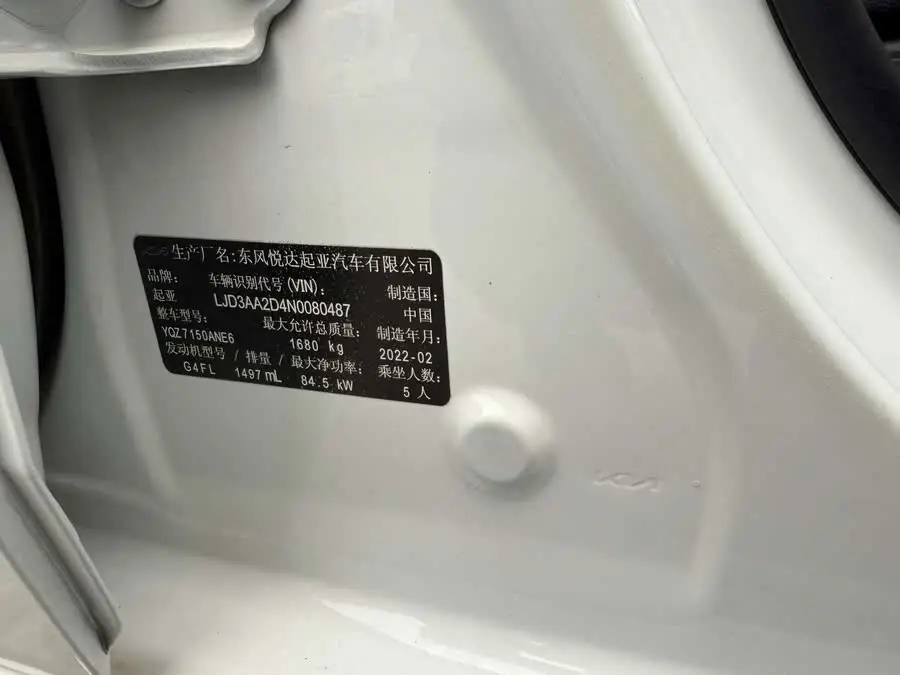 生产厂名:东风悦达起亚汽车有限公司
品牌: 车辆识别代号(VIN): 制造国:
起亚 LJD3AA2D4N0080487 中国
整车型号: 最大允许总质量: 制造年月:
YQZ7150ANE6 1680 kg 2022-02
发动机型号 / 排量 / 最大净功率: 乘坐人数:
G4FL 1497 mL 84.5 kW 5 人
KIA